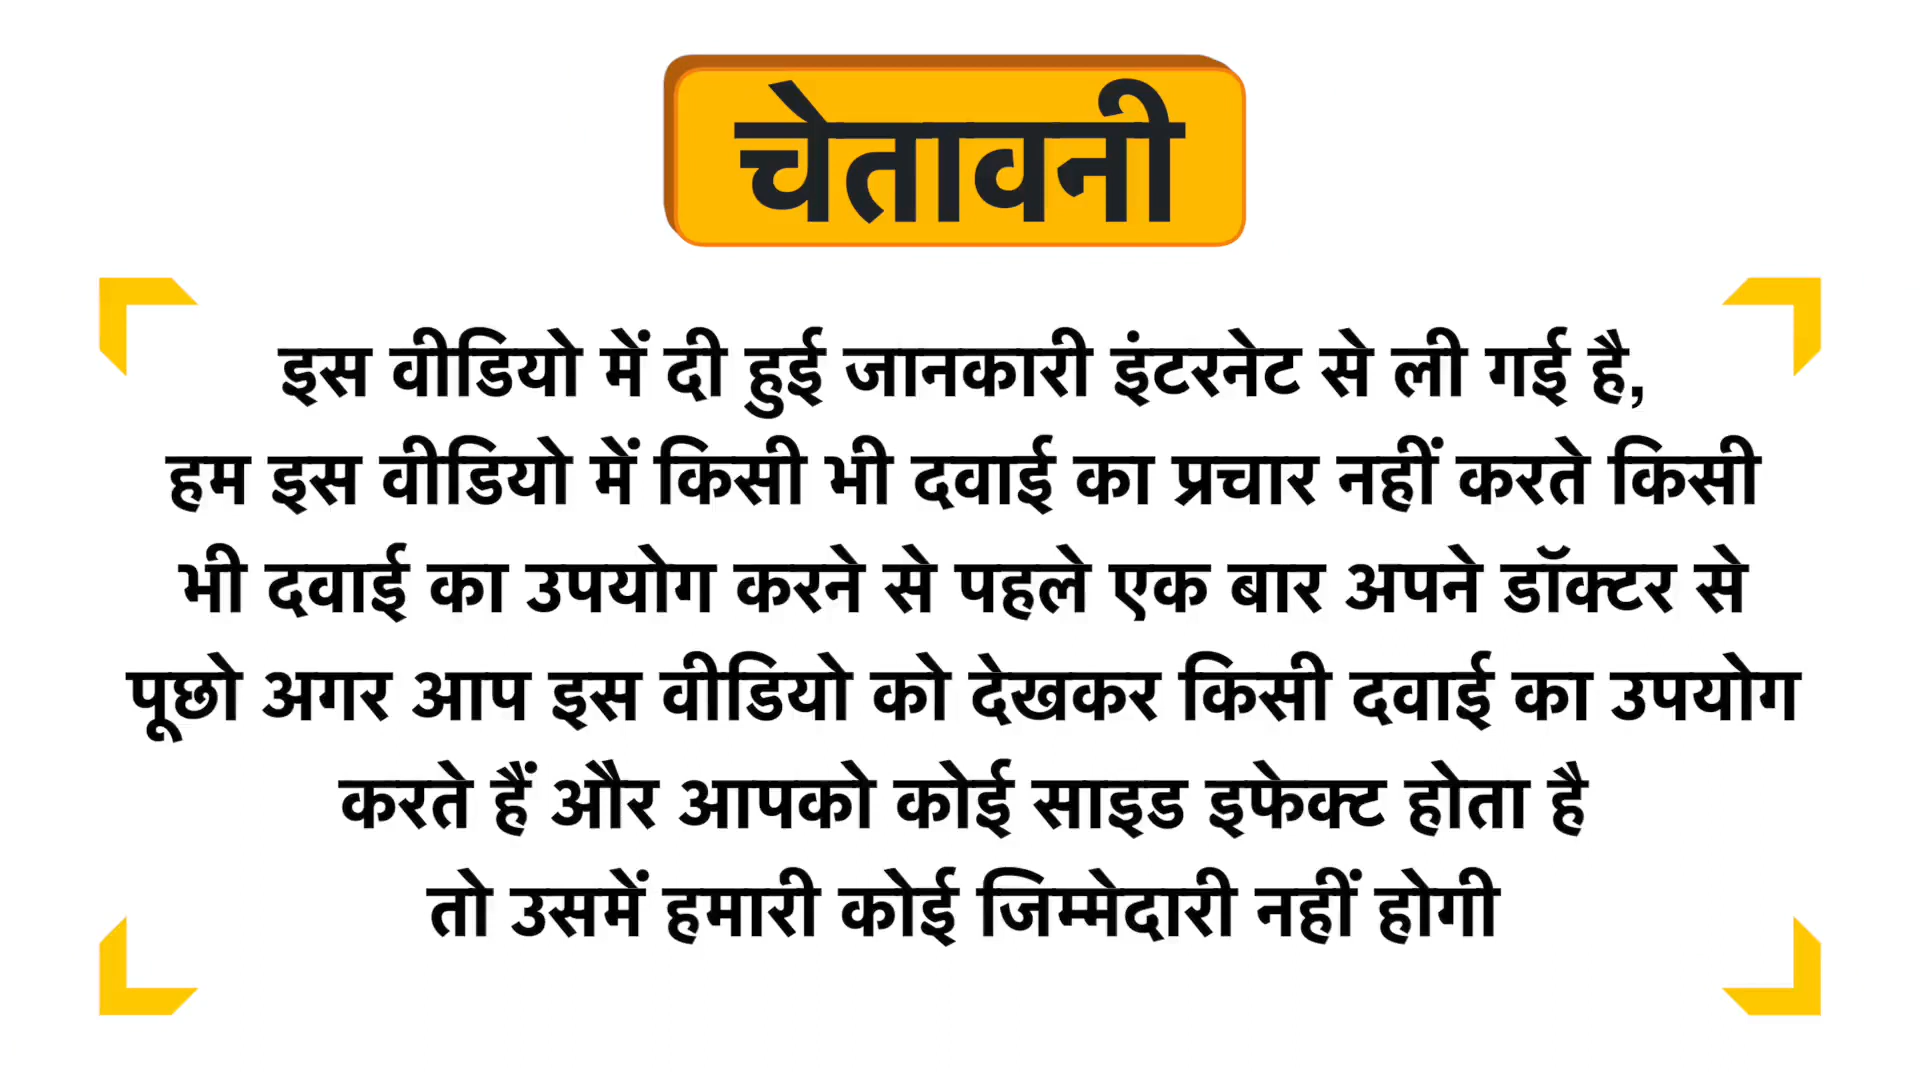 चेतावनी
इस वीडियो में दी हुई जानकारी इंटरनेट से ली गई है,
हम इस वीडियो में किसी भी दवाई का प्रचार नहीं करते किसी
भी दवाई का उपयोग करने से पहले एक बार अपने डॉक्टर से
पूछो अगर आप इस वीडियो को देखकर किसी दवाई का उपयोग
करते हैं और आपको कोई साइड इफेक्ट होता है
तो उसमें हमारी कोई जिम्मेदारी नहीं होगी